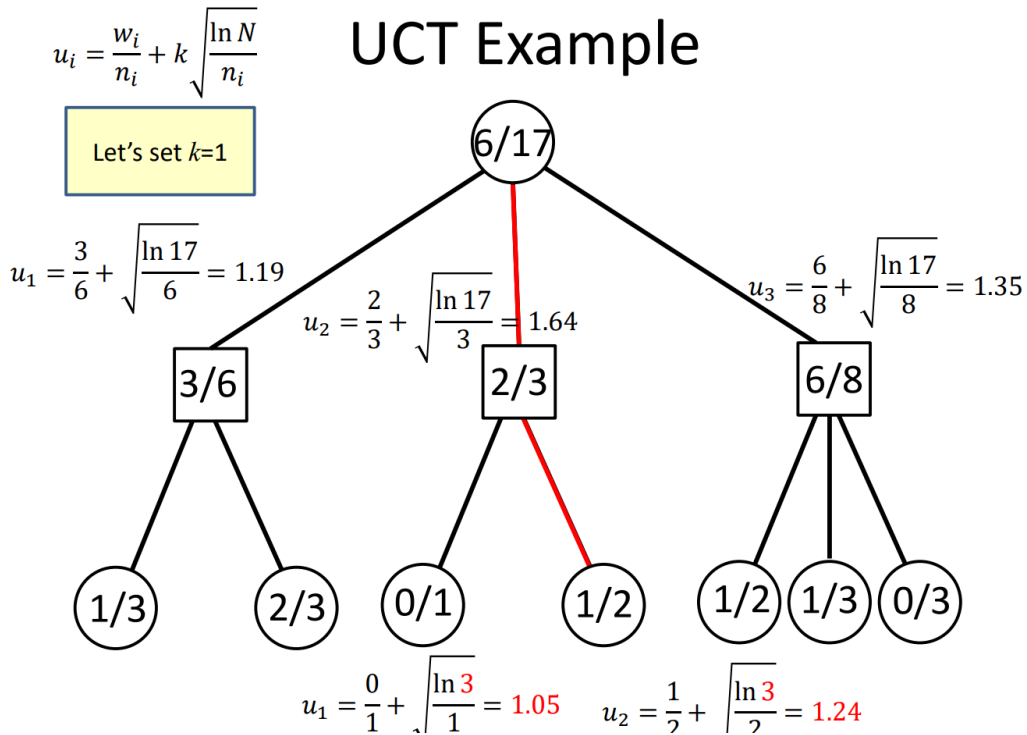 UCT Example
u_i = w_i/n_i + k √(ln N/n_i)
Let's set k=1
6/17
u_1 = 3/6 + √(ln 17/6) = 1.19
u_2 = 2/3 + √(ln 17/3) = 1.64
u_3 = 6/8 + √(ln 17/8) = 1.35
3/6
2/3
6/8
1/3
2/3
0/1
1/2
1/2
1/3
0/3
u_1 = 0/1 + √(ln 3/1) = 1.05
u_2 = 1/2 + √(ln 3/2) = 1.24